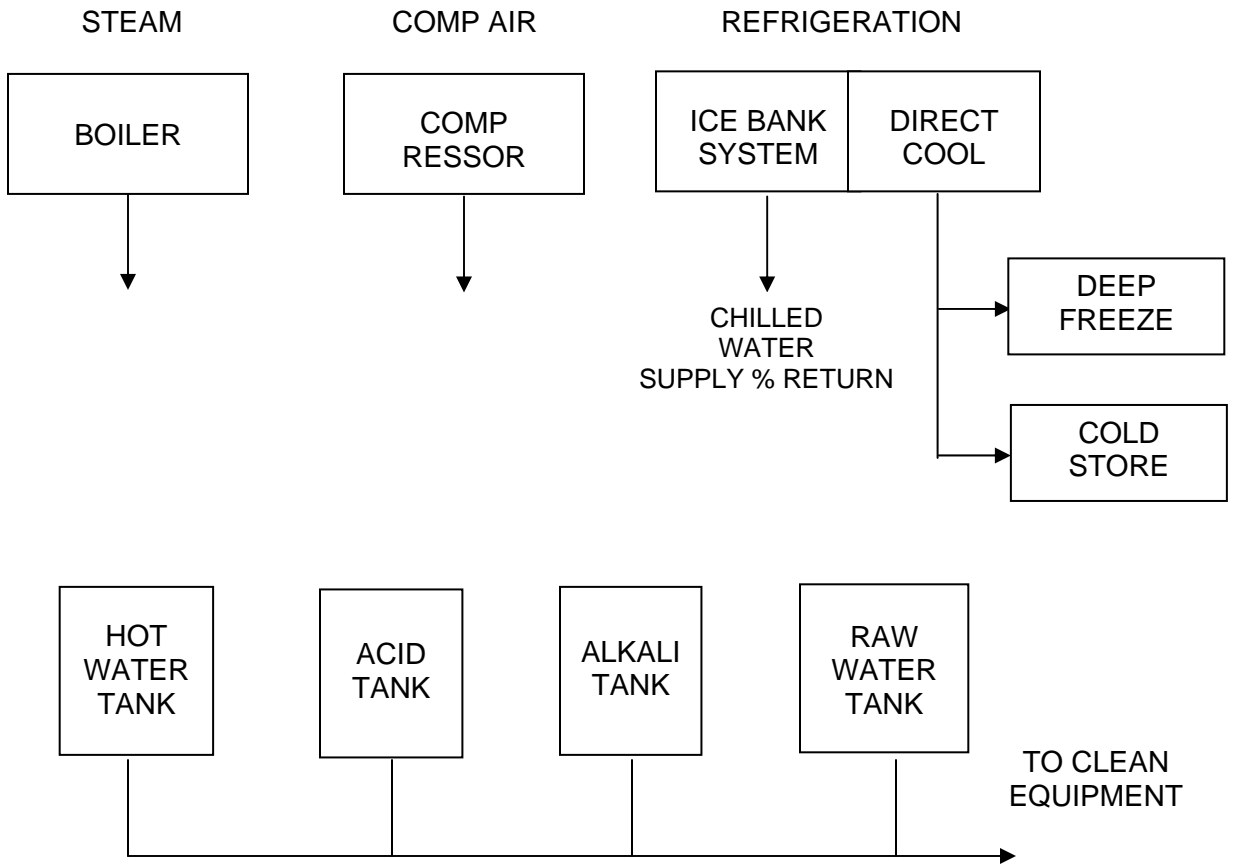 STEAM
COMP AIR
REFRIGERATION
BOILER
COMP
RESSOR
ICE BANK
SYSTEM
DIRECT
COOL
CHILLED
WATER
SUPPLY % RETURN
DEEP
FREEZE
COLD
STORE
HOT
WATER
TANK
ACID
TANK
ALKALI
TANK
RAW
WATER
TANK
TO CLEAN
EQUIPMENT